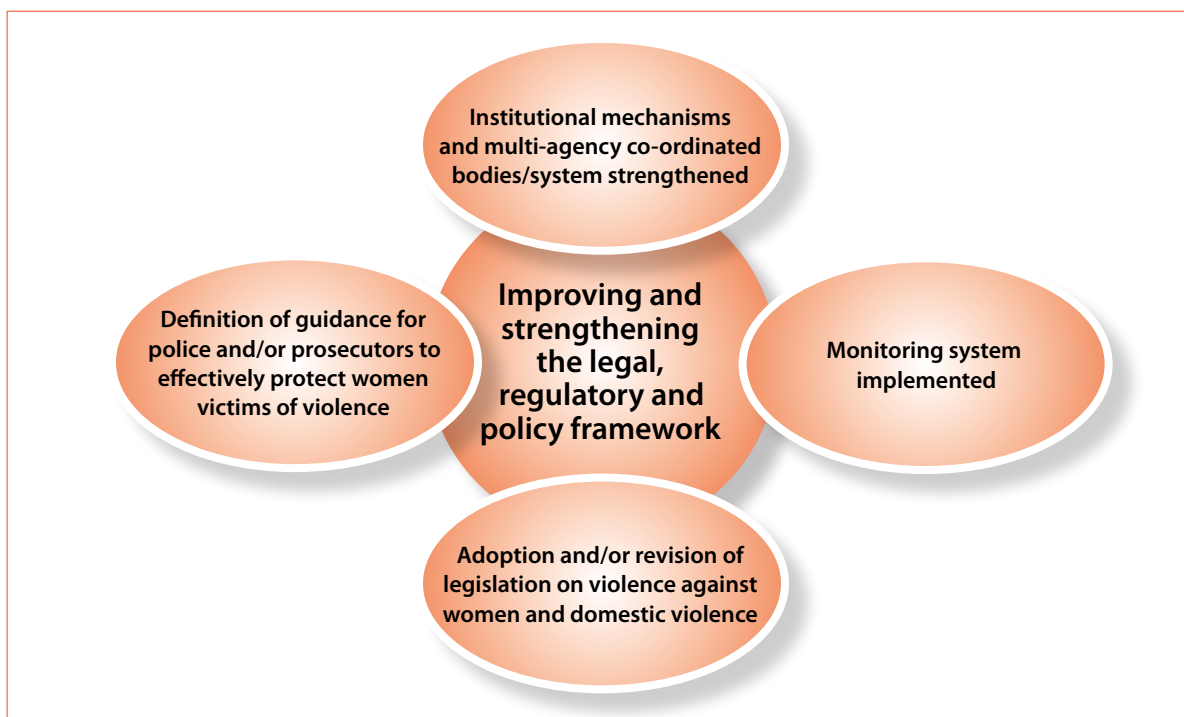 Institutional mechanisms
and multi-agency co-ordinated
bodies/system strengthened
Definition of guidance for
police and/or prosecutors to
effectively protect women
victims of violence
Improving and
strengthening
the legal,
regulatory and
policy framework
Monitoring system
implemented
Adoption and/or revision of
legislation on violence against
women and domestic violence